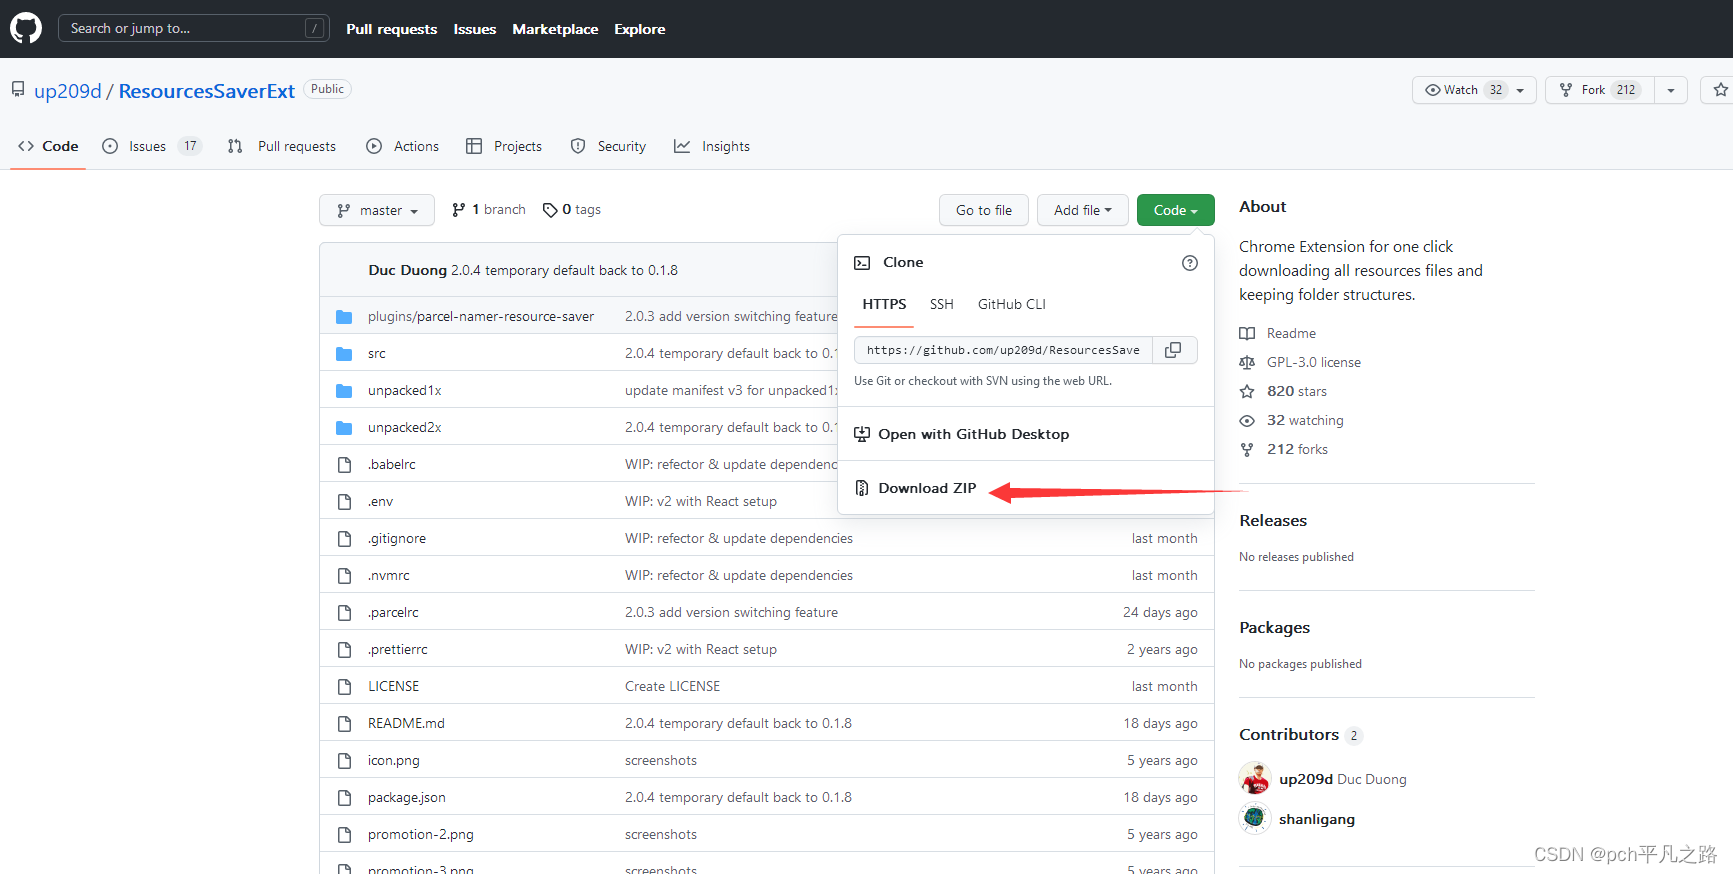 Search or jump to... /
Pull requests Issues Marketplace Explore
up209d / ResourcesSaverExt Public
Watch 32 Fork 212
Code Issues 17 Pull requests Actions Projects Security Insights
master 1 branch 0 tags Go to file Add file Code
Duc Duong 2.0.4 temporary default back to 0.1.8
plugins/parcel-namer-resource-saver 2.0.3 add version switching feature
src 2.0.4 temporary default back to 0.1
unpacked1x update manifest v3 for unpacked1x
unpacked2x 2.0.4 temporary default back to 0.1
.babelrc WIP: refactor & update dependenc
.env WIP: v2 with React setup
.gitignore WIP: refactor & update dependencies last month
.nvmrc WIP: refactor & update dependencies last month
.parcelrc 2.0.3 add version switching feature 24 days ago
.prettierrc WIP: v2 with React setup 2 years ago
LICENSE Create LICENSE last month
README.md 2.0.4 temporary default back to 0.1.8 18 days ago
icon.png screenshots 5 years ago
package.json 2.0.4 temporary default back to 0.1.8 18 days ago
promotion-2.png screenshots 5 years ago
promotion-3.png screenshots 5 years ago
Clone
HTTPS SSH GitHub CLI
https://github.com/up209d/ResourcesSave
Use Git or checkout with SVN using the web URL.
Open with GitHub Desktop
Download ZIP
About
Chrome Extension for one click
downloading all resources files and
keeping folder structures.
Readme
GPL-3.0 license
820 stars
32 watching
212 forks
Releases
No releases published
Packages
No packages published
Contributors 2
up209d Duc Duong
shanligang
CSDN @pch平凡之路